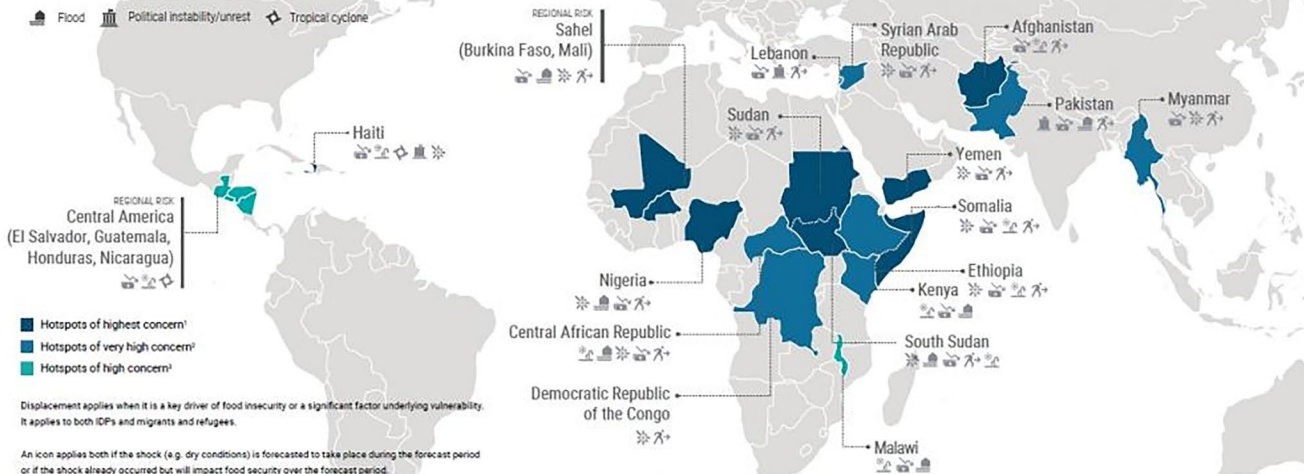 Flood
Political instability/unrest
Tropical cyclone
REGIONAL RISK
Sahel
(Burkina Faso, Mali)
Lebanon
Syrian Arab
Republic
Afghanistan
Pakistan
Myanmar
Haiti
Sudan
Yemen
Somalia
REGIONAL RISK
Central America
(El Salvador, Guatemala,
Honduras, Nicaragua)
Nigeria
Ethiopia
Kenya
Central African Republic
South Sudan
Democratic Republic
of the Congo
Malawi
Hotspots of highest concern¹
Hotspots of very high concern²
Hotspots of high concern³
Displacement applies when it is a key driver of food insecurity or a significant factor underlying vulnerability.
It applies to both IDPs and migrants and refugees.
An icon applies both if the shock (e.g. dry conditions) is forecasted to take place during the forecast period
or if the shock already occurred but will impact food security over the forecast period.